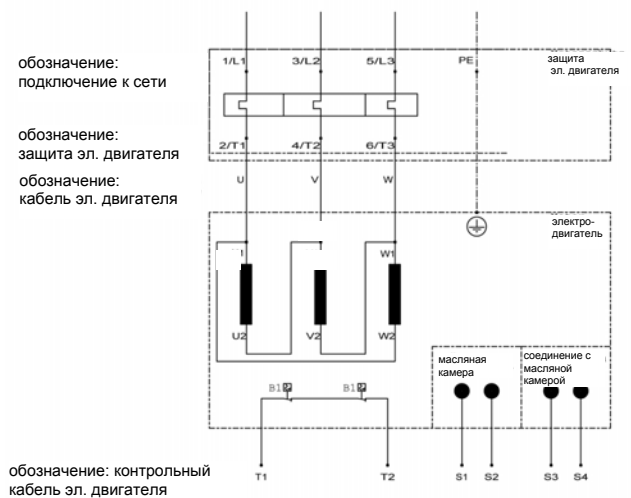 обозначение:
подключение к сети
1/L1 3/L2 5/L3 PE
защита
эл. двигателя
обозначение:
защита эл. двигателя
2/T1 4/T2 6/T3
обозначение:
кабель эл. двигателя
U V W
электро-
двигатель
W1
U2 V2 W2
масляная
камера
соединение с
масляной
камерой
B1 B1
T1 T2 S1 S2 S3 S4
обозначение: контрольный
кабель эл. двигателя